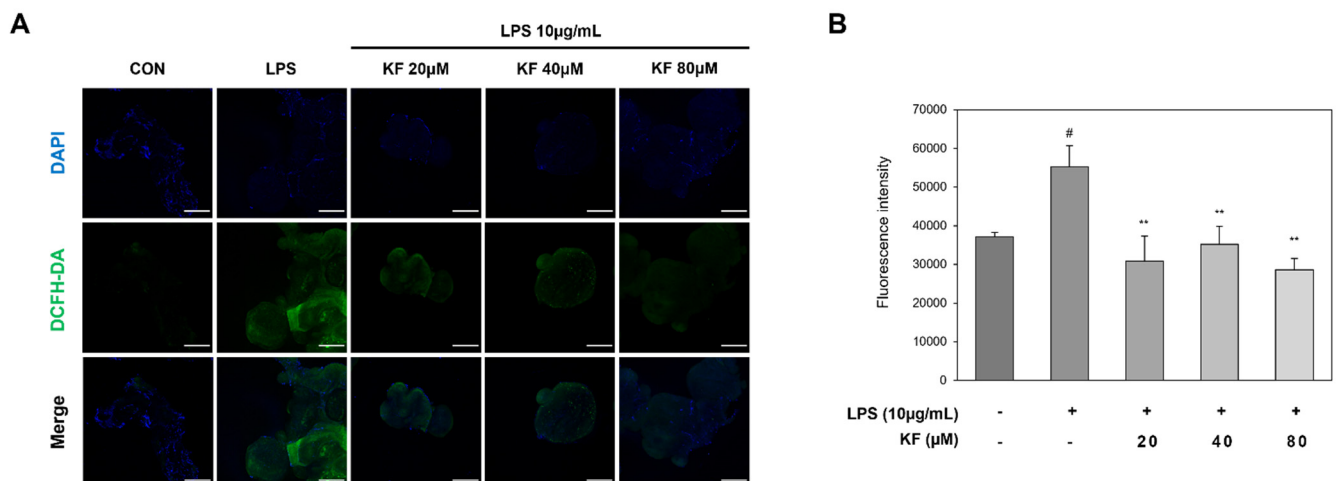 A
LPS 10μg/mL
CON LPS KF 20μM KF 40μM KF 80μM
DAPI
DCFH-DA
Merge
B
Fluorescence intensity
70000
60000
50000
40000
30000
20000
10000
0
#
** ** **
LPS (10μg/mL) - + + + +
KF (μM) - - 20 40 80